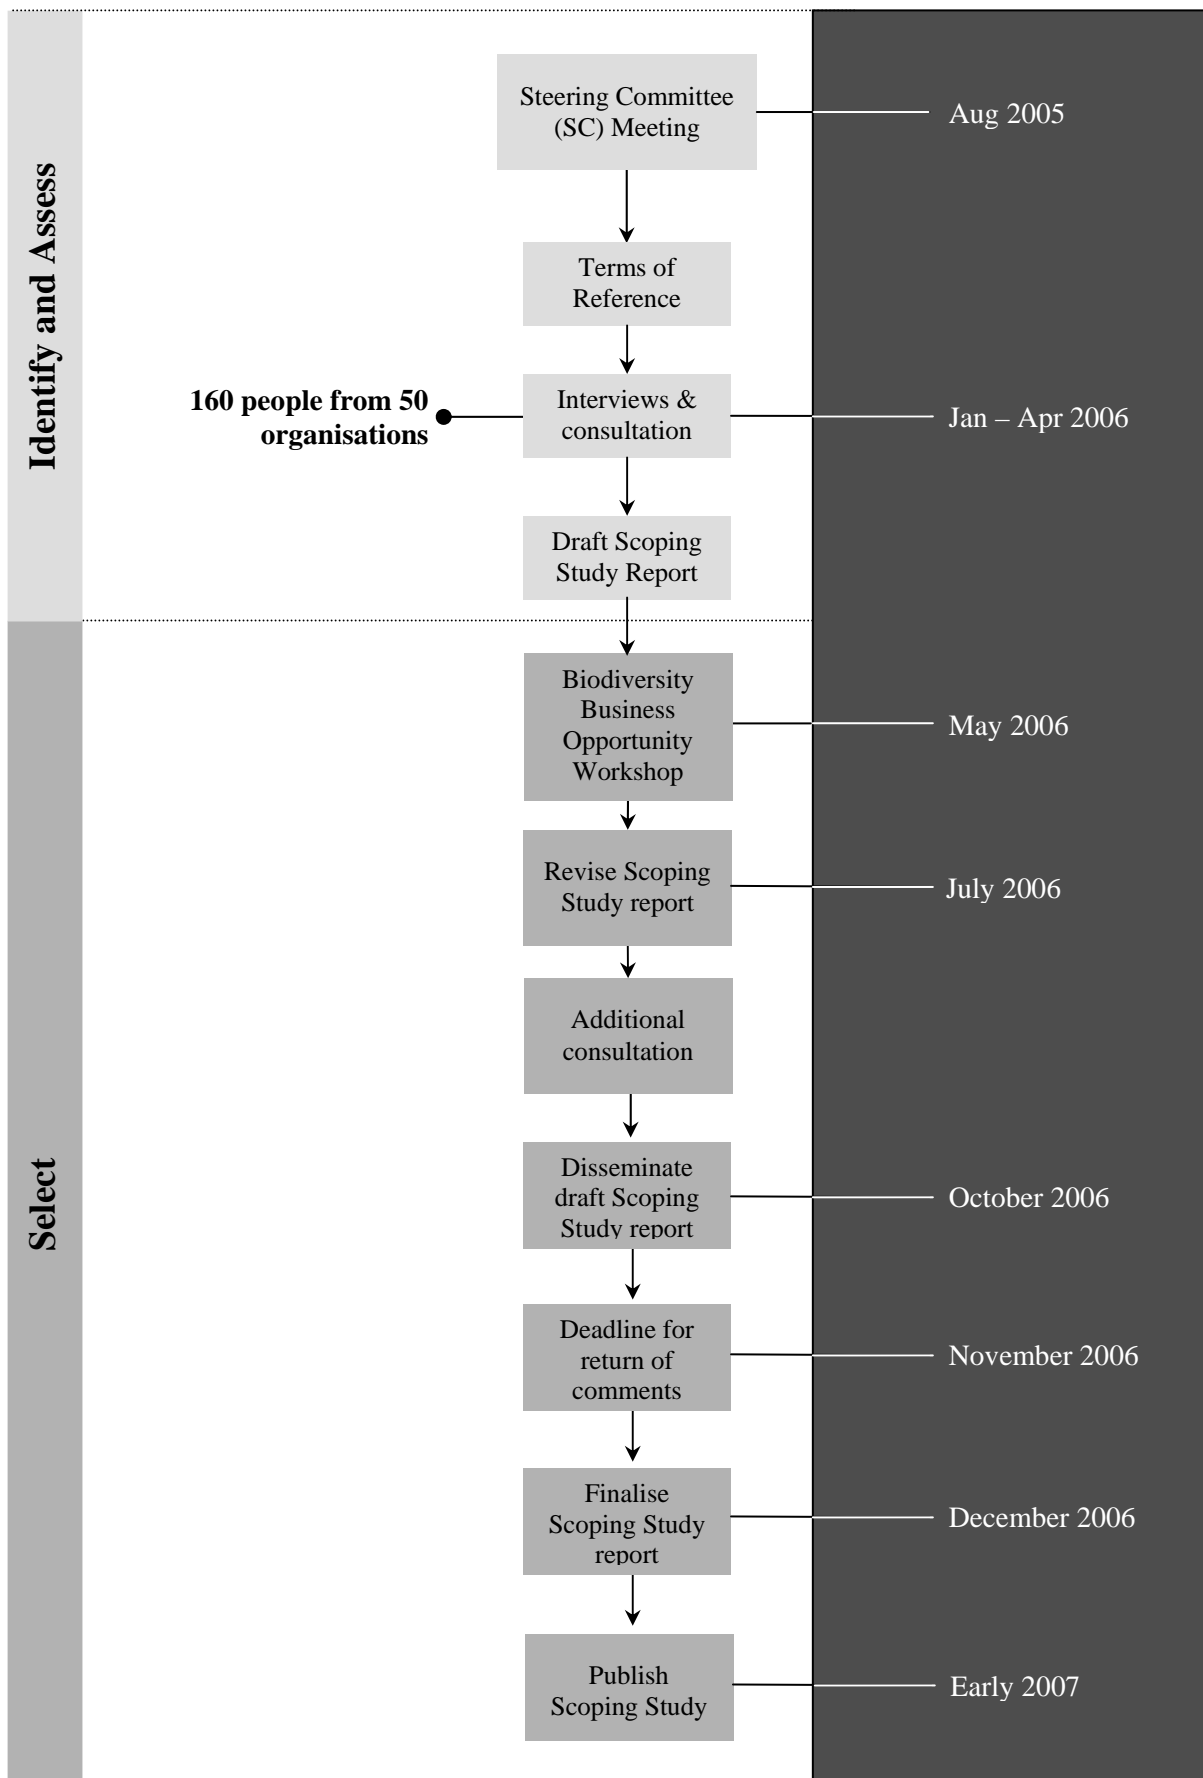 Identify and Assess
Steering Committee
(SC) Meeting
Aug 2005
Terms of
Reference
160 people from 50
organisations
Interviews &
consultation
Jan – Apr 2006
Draft Scoping
Study Report
Select
Biodiversity
Business
Opportunity
Workshop
May 2006
Revise Scoping
Study report
July 2006
Additional
consultation
Disseminate
draft Scoping
Study report
October 2006
Deadline for
return of
comments
November 2006
Finalise
Scoping Study
report
December 2006
Publish
Scoping Study
Early 2007